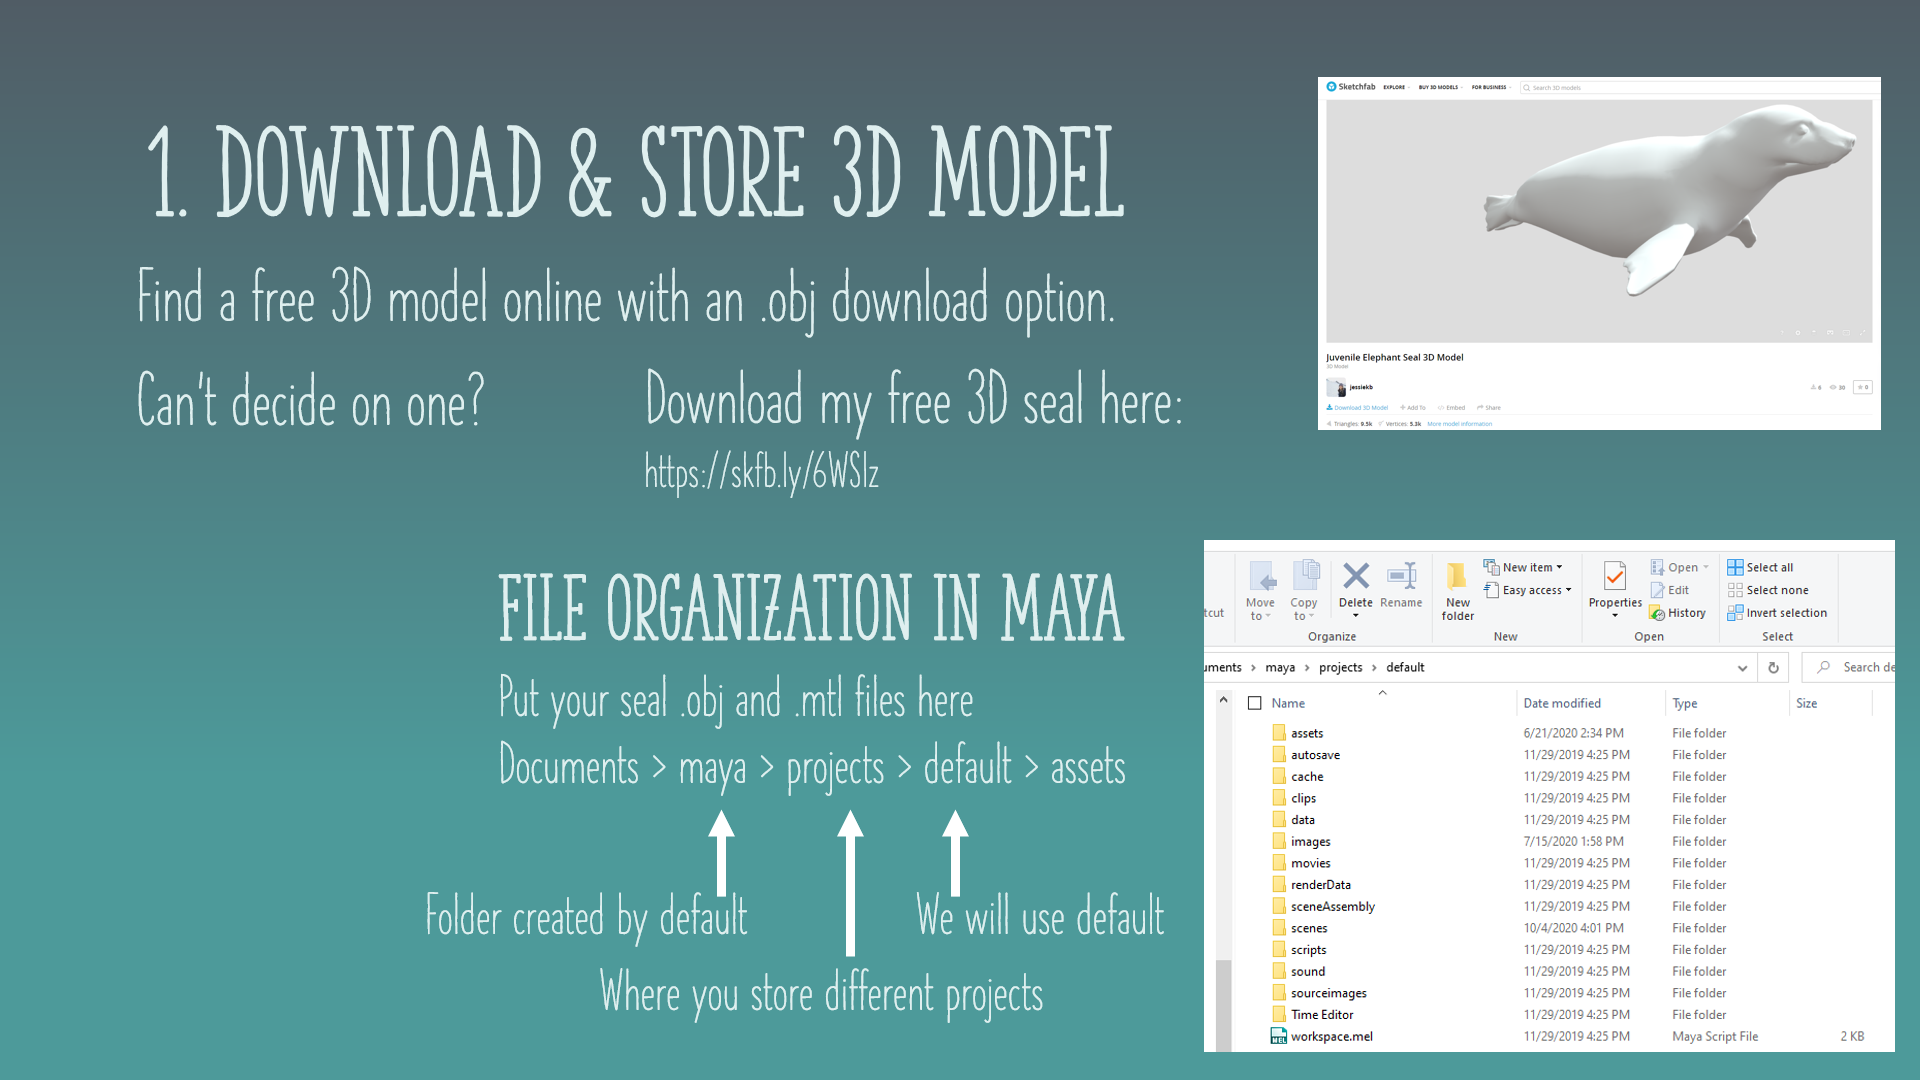 1. DOWNLOAD & STORE 3D MODEL
Find a free 3D model online with an .obj download option.
Can't decide on one?
Download my free 3D seal here:
https://skfb.ly/6WSlz
Sketchfab EXPLORE BUY 3D MODELS FOR BUSINESS Search 3D models
Juvenile Elephant Seal 3D Model
3D Model
jessiekb
6 30 0
Download 3D Model Add To Embed Share
Triangles: 9.5k Vertices: 5.3k More model information
FILE ORGANIZATION IN MAYA
Put your seal .obj and .mtl files here
Documents > maya > projects > default > assets
Folder created by default
We will use default
Where you store different projects
tcut
Move to
Copy to
Delete
Rename
Organize
New folder
New item
Easy access
New
Properties
Open
Edit
History
Open
Select all
Select none
Invert selection
Select
uments > maya > projects > default
Search de
Name Date modified Type Size
assets 6/21/2020 2:34 PM File folder
autosave 11/29/2019 4:25 PM File folder
cache 11/29/2019 4:25 PM File folder
clips 11/29/2019 4:25 PM File folder
data 11/29/2019 4:25 PM File folder
images 7/15/2020 1:58 PM File folder
movies 11/29/2019 4:25 PM File folder
renderData 11/29/2019 4:25 PM File folder
sceneAssembly 11/29/2019 4:25 PM File folder
scenes 10/4/2020 4:01 PM File folder
scripts 11/29/2019 4:25 PM File folder
sound 11/29/2019 4:25 PM File folder
sourceimages 11/29/2019 4:25 PM File folder
Time Editor 11/29/2019 4:25 PM File folder
MEL workspace.mel 11/29/2019 4:25 PM Maya Script File 2 KB